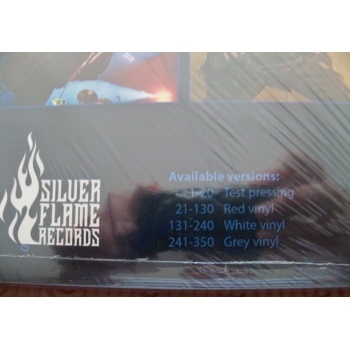 SILVER
FLAME
RECORDS
Available versions:
1-20 Test pressing
21-130 Red vinyl
131-240 White vinyl
241-350 Grey vinyl